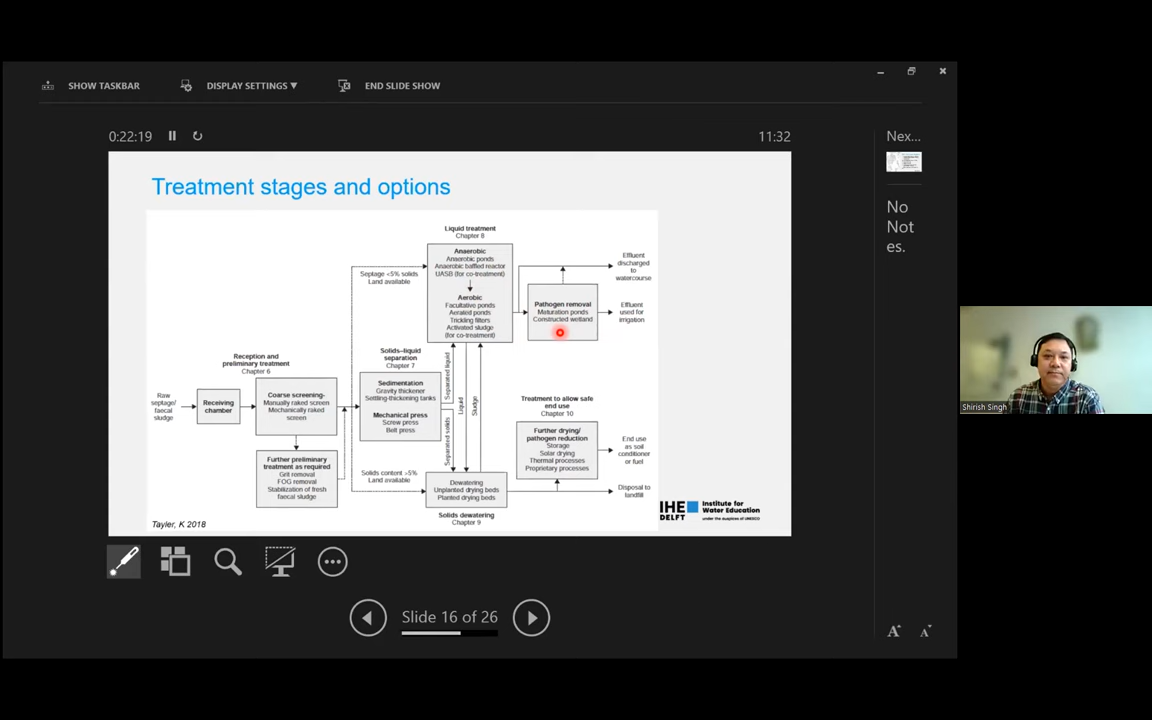 SHOW TASKBAR
DISPLAY SETTINGS ▼
END SLIDE SHOW
0:22:19
11:32
Nex...
No
Not
es.
Treatment stages and options
Liquid treatment
Chapter 8
Anaerobic
Anaerobic ponds
Anaerobic baffled reactor
UASB (for co-treatment)
Aerobic
Facultative ponds
Aerated ponds
Trickling filters
Activated sludge
(for co-treatment)
Septage <5% solids
Land available
Effluent
discharged
to
watercourse
Pathogen removal
Maturation ponds
Constructed wetland
Effluent
used for
irrigation
Solids–liquid
separation
Chapter 7
Sedimentation
Gravity thickener
Settling-thickening tanks
Mechanical press
Screw press
Belt press
Separated liquid
Separated solids
Liquid
Sludge
Reception and
preliminary treatment
Chapter 6
Raw
septage/
faecal
sludge
Receiving
chamber
Coarse screening-
Manually raked screen
Mechanically raked
screen
Further preliminary
treatment as required
Grit removal
FOG removal
Stabilization of fresh
faecal sludge
Solids content >5%
Land available
Dewatering
Unplanted drying beds
Planted drying beds
Solids dewatering
Chapter 9
Treatment to allow safe
end use
Chapter 10
Further drying/
pathogen reduction
Storage
Solar drying
Thermal processes
Proprietary processes
End use
as soil
conditioner
or fuel
Disposal to
landfill
Tayler, K 2018
IHE
DELFT
Institute for
Water Education
under the auspices of UNESCO
Slide 16 of 26
A
A
Shirish Singh